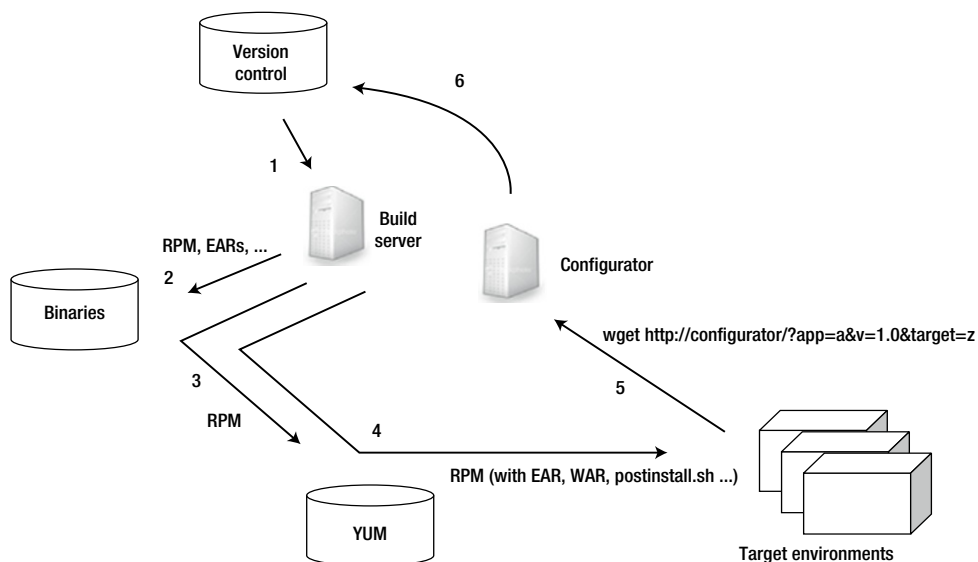 Version
control
6
1
Build
server
RPM, EARs, ...
Configurator
2
Binaries
wget http://configurator/?app=a&v=1.0&target=z
3
5
RPM
4
RPM (with EAR, WAR, postinstall.sh ...)
YUM
Target environments